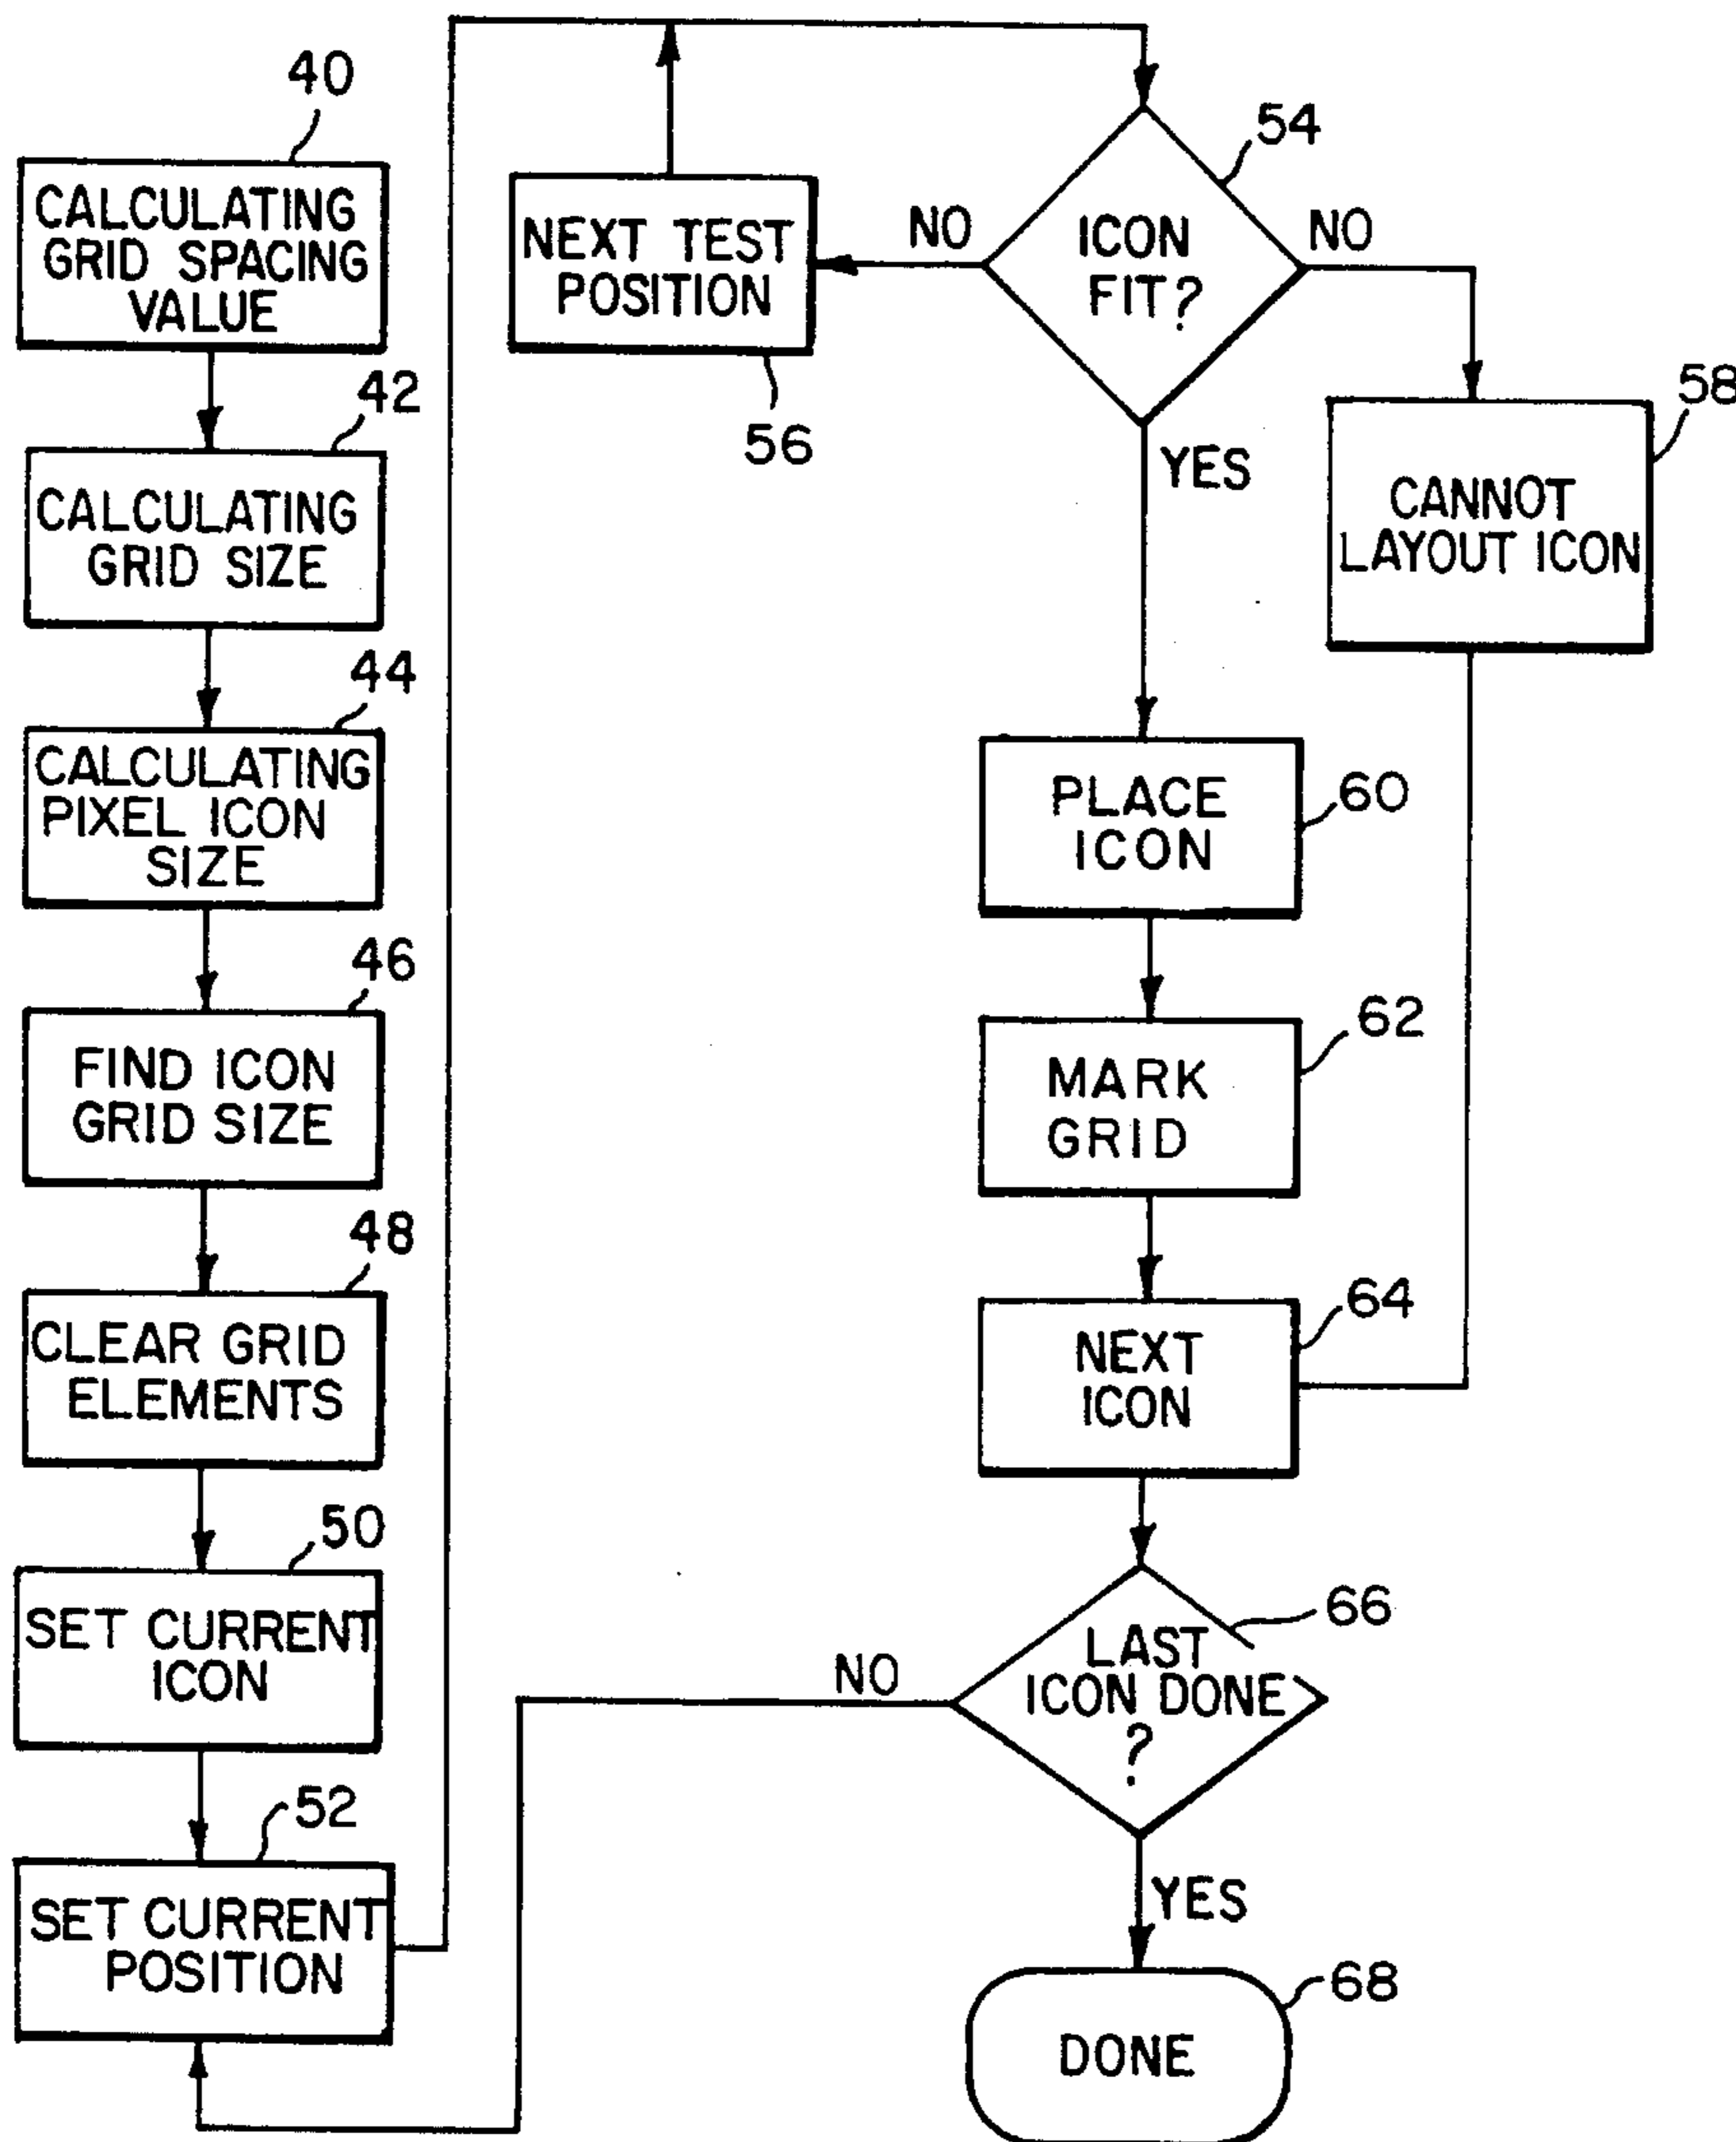 40
CALCULATING
GRID SPACING
VALUE
42
CALCULATING
GRID SIZE
44
CALCULATING
PIXEL ICON
SIZE
46
FIND ICON
GRID SIZE
48
CLEAR GRID
ELEMENTS
50
SET CURRENT
ICON
52
SET CURRENT
POSITION
54
ICON
FIT?
NO
NO
YES
NEXT TEST
POSITION
56
58
CANNOT
LAYOUT ICON
PLACE
ICON
60
MARK
GRID
62
NEXT
ICON
64
LAST
ICON DONE
?
66
NO
YES
DONE
68